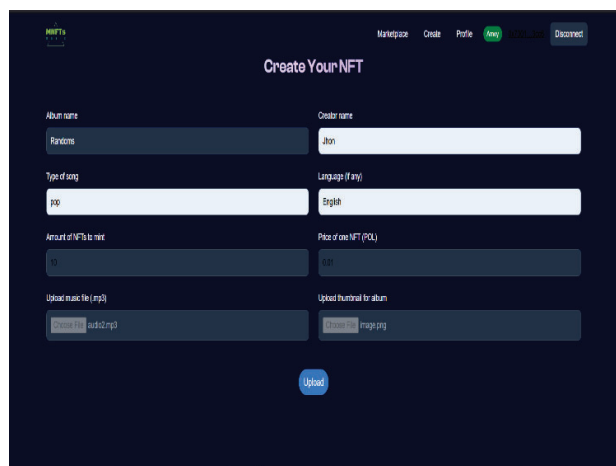 MNFTs
Marketplace Create Profile Amoy Disconnect
Create Your NFT
Album name Creator name
Randoms Jhon
Type of song Language (if any)
pop English
Amount of NFTs to mint Price of one NFT (POL)
10 0.01
Upload music file (.mp3) Upload thumbnail for album
Choose File audio2.mp3 Choose File image.png
Upload